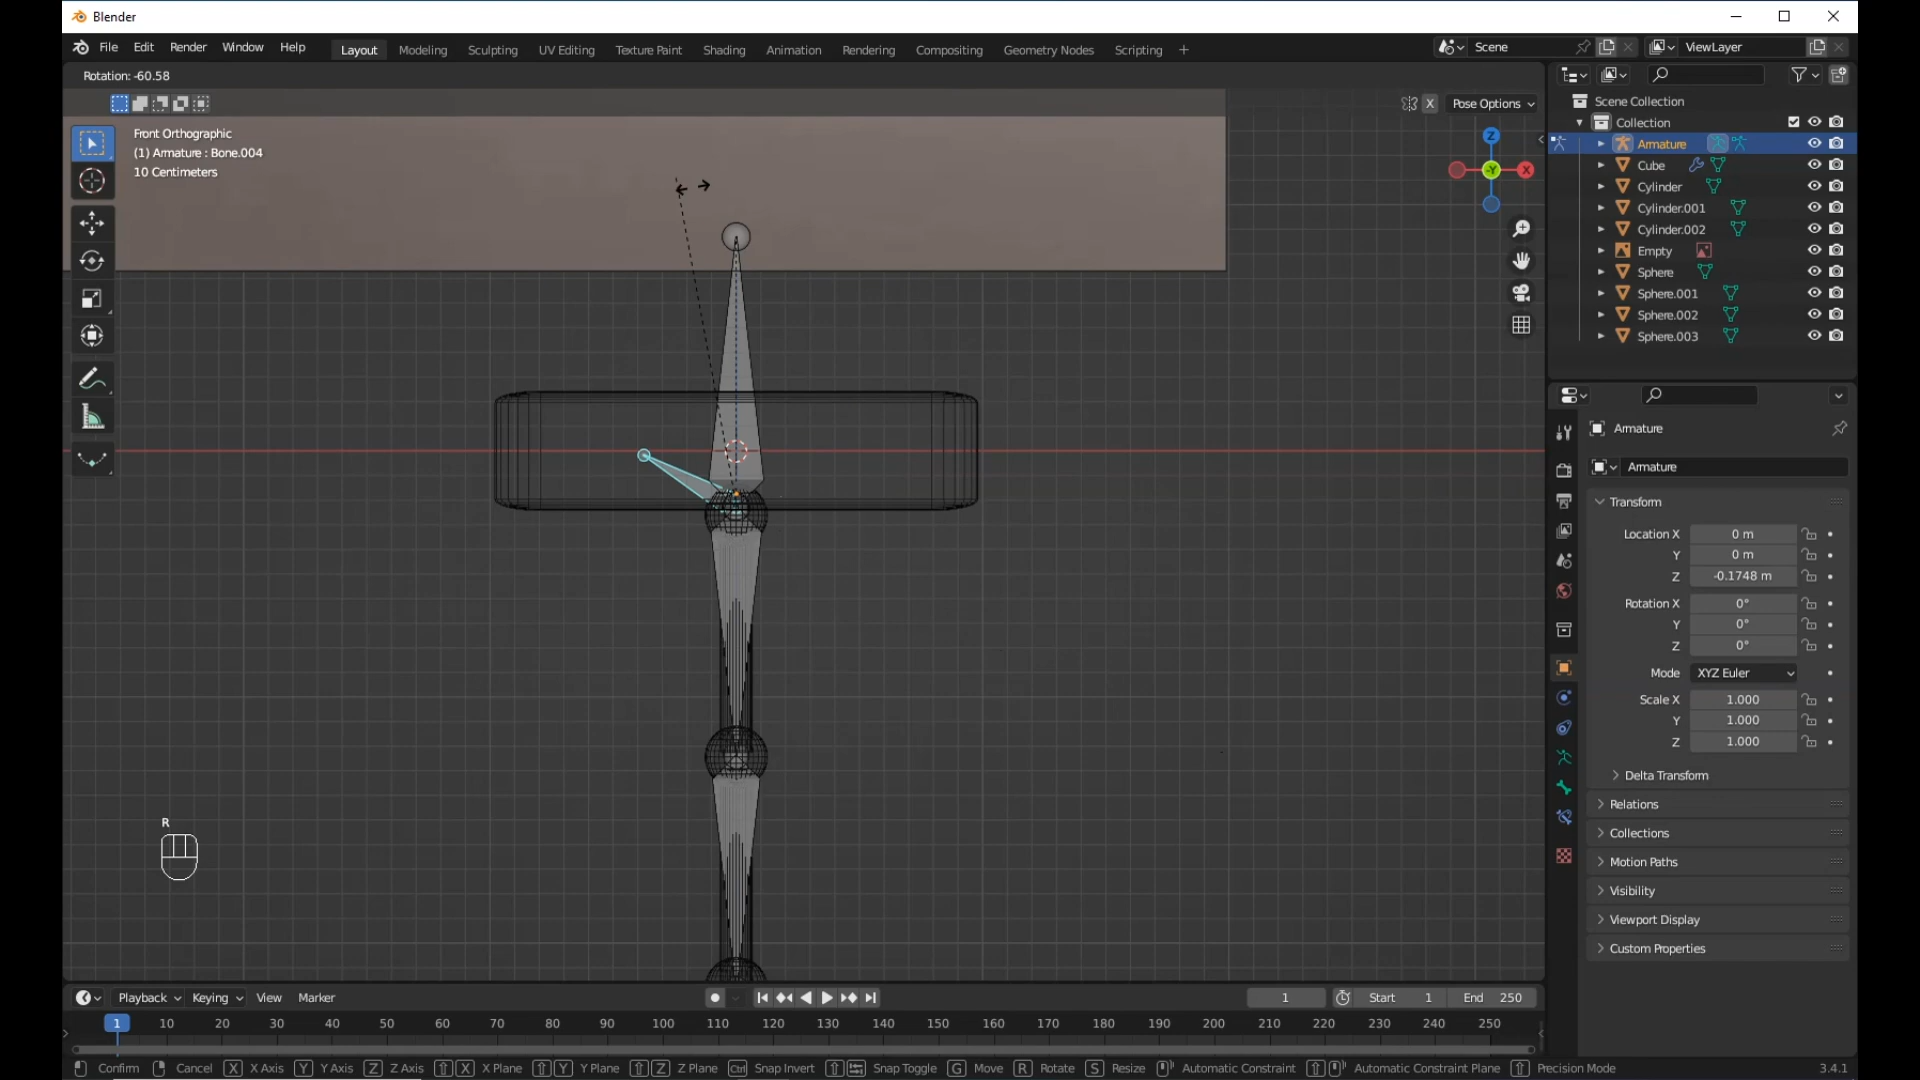 Blender
File Edit Render Window Help Layout Modeling Sculpting UV Editing Texture Paint Shading Animation Rendering Compositing Geometry Nodes Scripting + Scene ViewLayer
Rotation: -60.58
X Pose Options
Front Orthographic
(1) Armature : Bone.004
10 Centimeters
Z
-Y
X
Scene Collection
Collection
Armature
Cube
Cylinder
Cylinder.001
Cylinder.002
Empty
Sphere
Sphere.001
Sphere.002
Sphere.003
Armature
Armature
Transform
Location X 0 m
Y 0 m
Z -0.1748 m
Rotation X 0°
Y 0°
Z 0°
Mode XYZ Euler
Scale X 1.000
Y 1.000
Z 1.000
Delta Transform
Relations
Collections
Motion Paths
Visibility
Viewport Display
Custom Properties
R
Playback Keying View Marker 1 Start 1 End 250
1 10 20 30 40 50 60 70 80 90 100 110 120 130 140 150 160 170 180 190 200 210 220 230 240 250
Confirm Cancel X X Axis Y Y Axis Z Z Axis X X Plane Y Y Plane Z Z Plane Ctrl Snap Invert Snap Toggle G Move R Rotate S Resize Automatic Constraint Automatic Constraint Plane Precision Mode 3.4.1